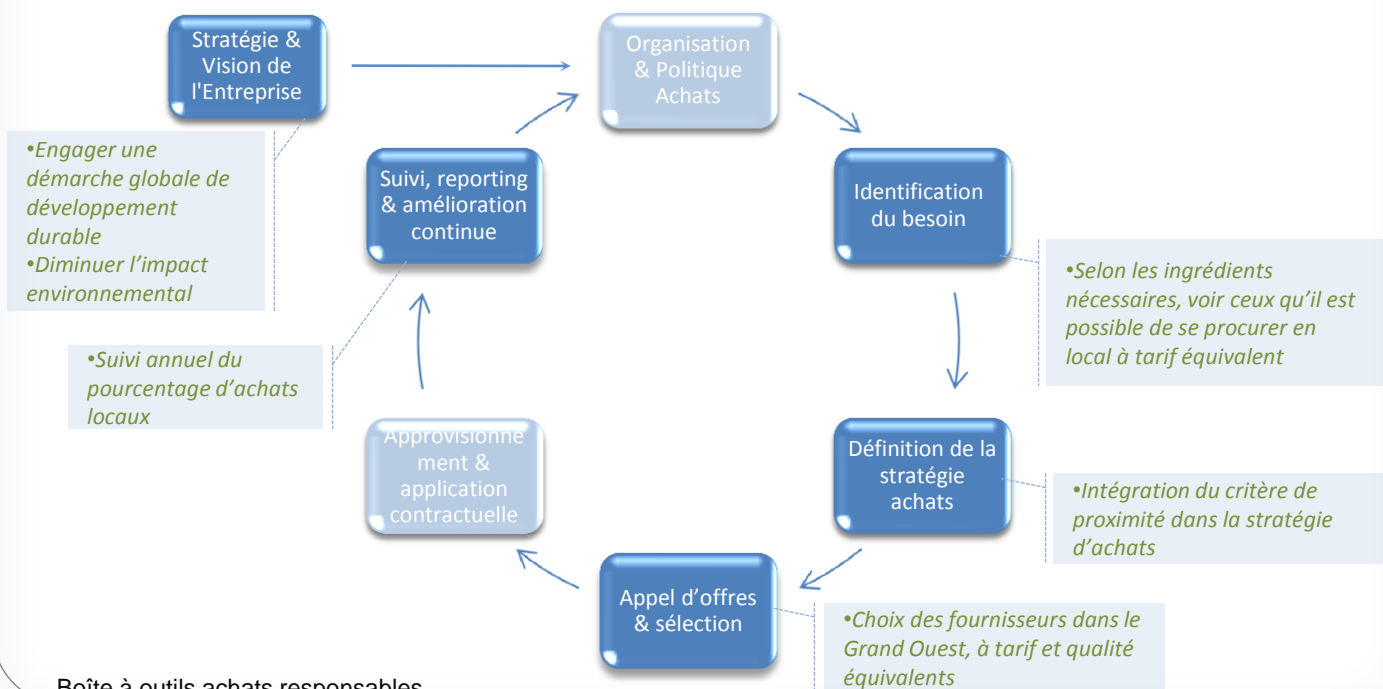 Stratégie &
Vision de
l'Entreprise
Organisation
& Politique
Achats
•Engager une
démarche globale de
développement
durable
•Diminuer l’impact
environnemental
Suivi, reporting
& amélioration
continue
Identification
du besoin
•Selon les ingrédients
nécessaires, voir ceux qu’il est
possible de se procurer en
local à tarif équivalent
•Suivi annuel du
pourcentage d’achats
locaux
Approvisionne
ment &
application
contractuelle
Définition de la
stratégie
achats
•Intégration du critère de
proximité dans la stratégie
d’achats
Appel d’offres
& sélection
•Choix des fournisseurs dans le
Grand Ouest, à tarif et qualité
équivalents
Boîte à outils achats responsables